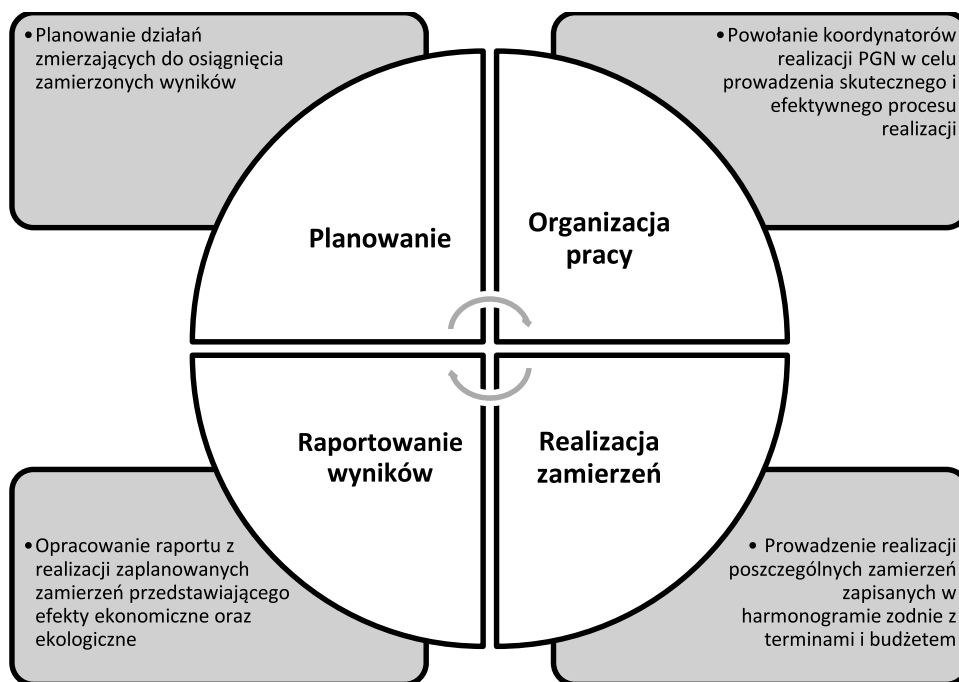 •Planowanie działań
zmierzających do osiągnięcia
zamierzonych wyników
•Powołanie koordynatorów
realizacji PGN w celu
prowadzenia skutecznego i
efektywnego procesu
realizacji
Planowanie
Organizacja
pracy
Raportowanie
wyników
Realizacja
zamierzeń
•Opracowanie raportu z
realizacji zaplanowanych
zamierzeń przedstawiającego
efekty ekonomiczne oraz
ekologiczne
• Prowadzenie realizacji
poszczególnych zamierzeń
zapisanych w
harmonogramie zodnie z
terminami i budżetem